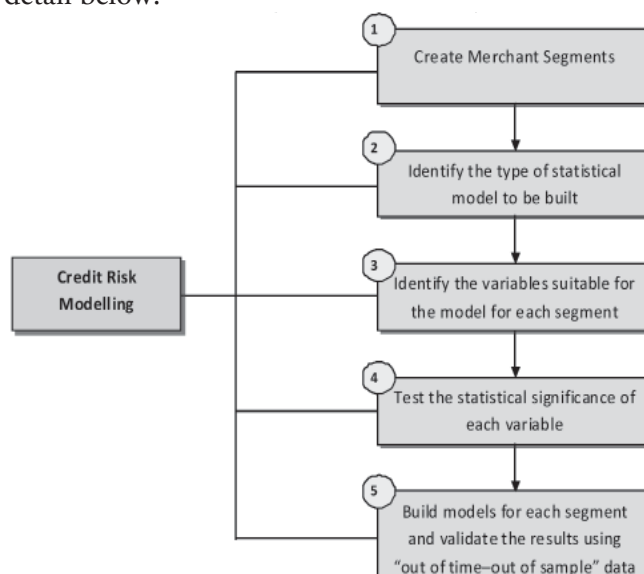 detail below.
1
Create Merchant Segments
2
Identify the type of statistical
model to be built
3
Identify the variables suitable for
the model for each segment
Credit Risk
Modelling
4
Test the statistical significance of
each variable
5
Build models for each segment
and validate the results using
"out of time–out of sample" data